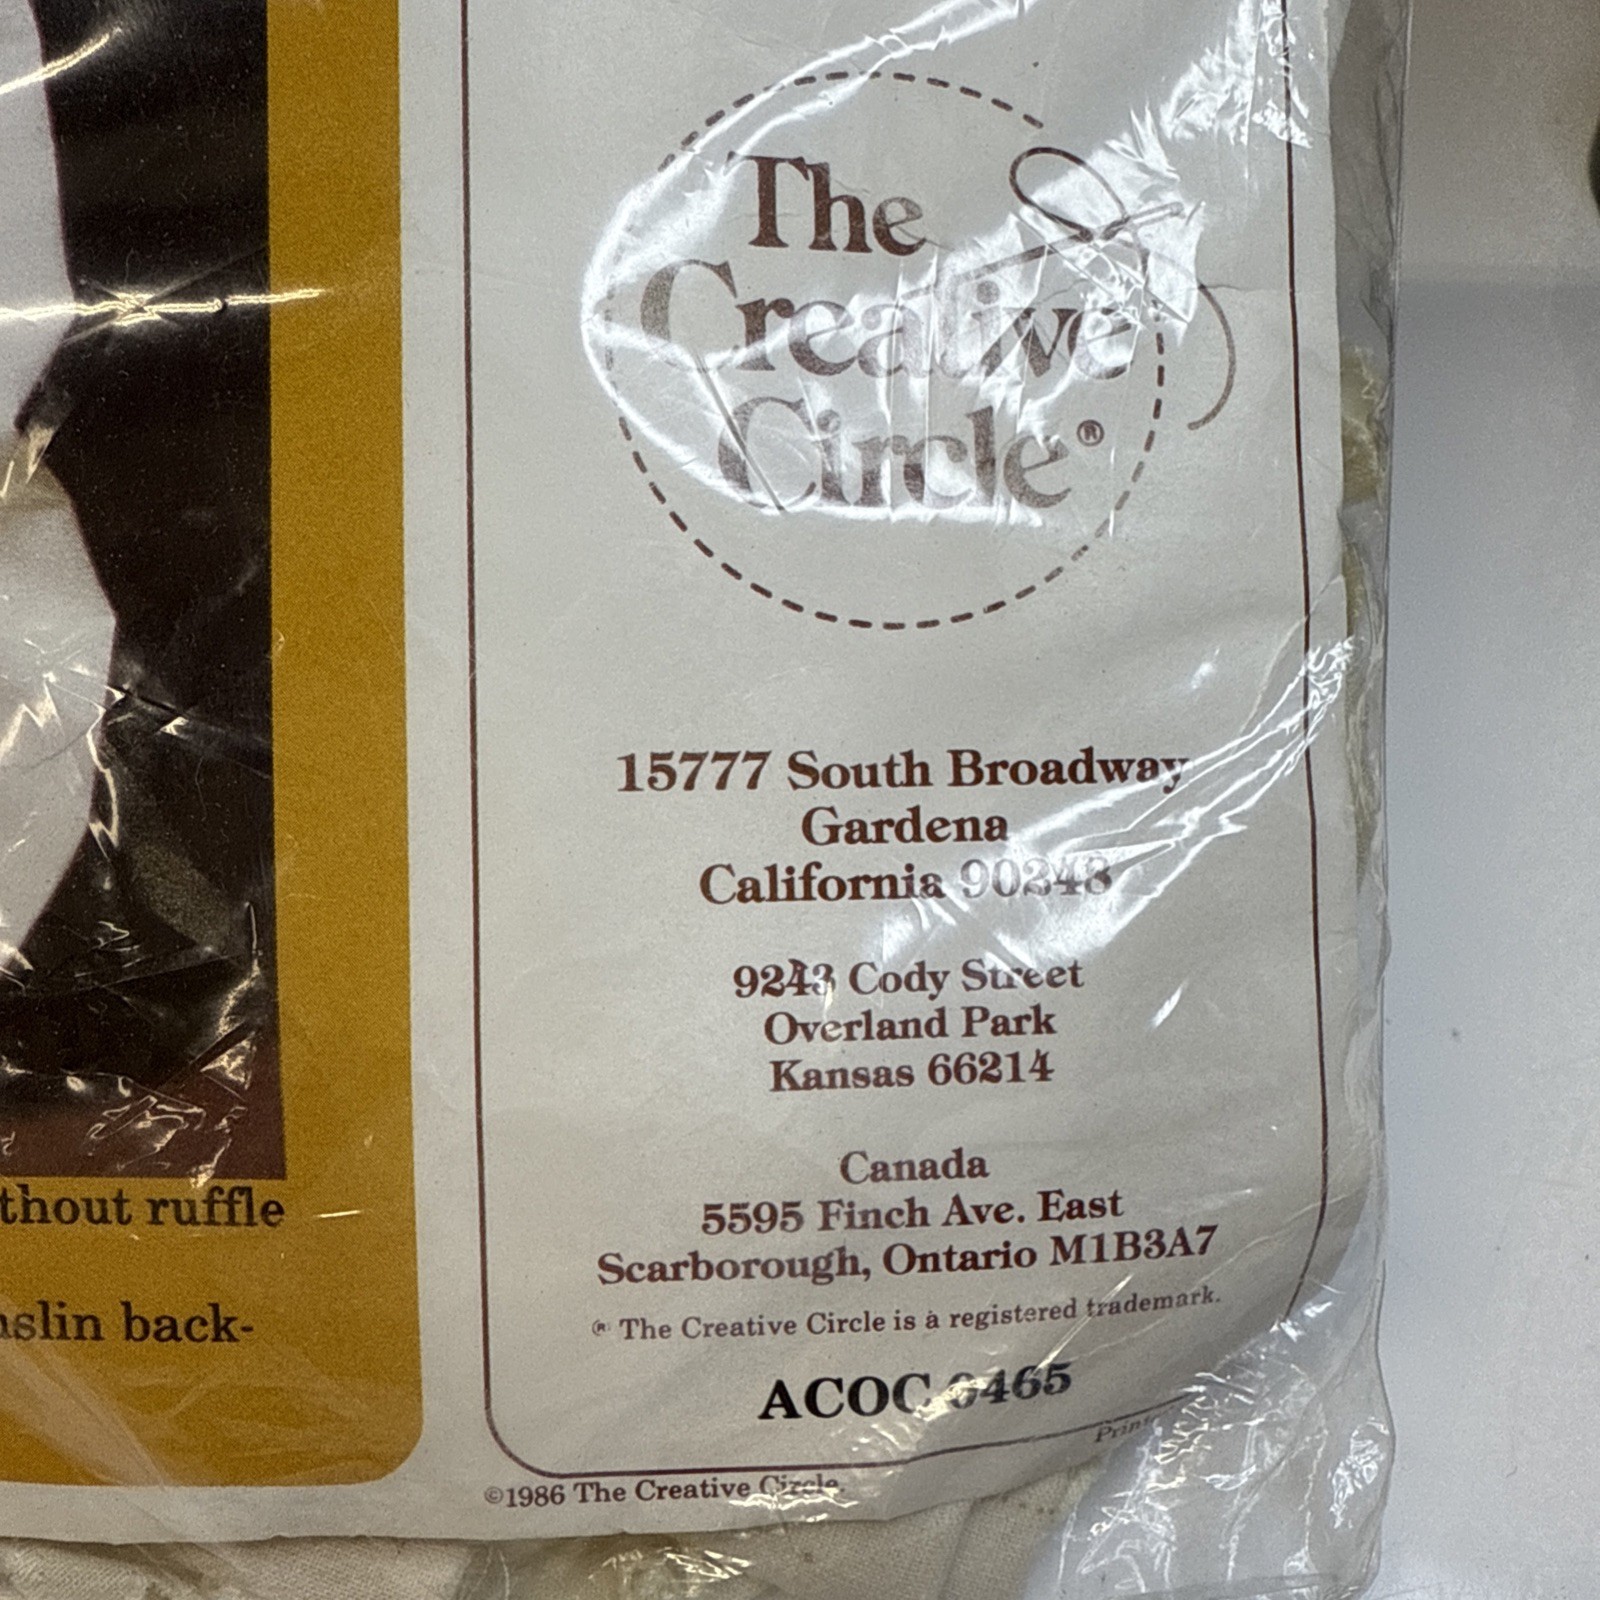 The
Creative
Circle®
15777 South Broadway
Gardena
California 90248
9243 Cody Street
Overland Park
Kansas 66214
Canada
5595 Finch Ave. East
Scarborough, Ontario M1B3A7
® The Creative Circle is a registered trademark.
ACOC 0465
©1986 The Creative Circle.
thout ruffle
slin back-